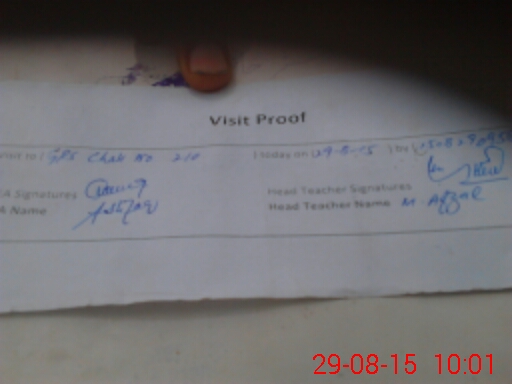 Visit Proof
isit to ( GPS Chak No 210 ) today on ( 29-8-15 ) by (
A Signatures
Head Teacher Signatures
A Name
Head Teacher Name M Afzal
29-08-15 10:01